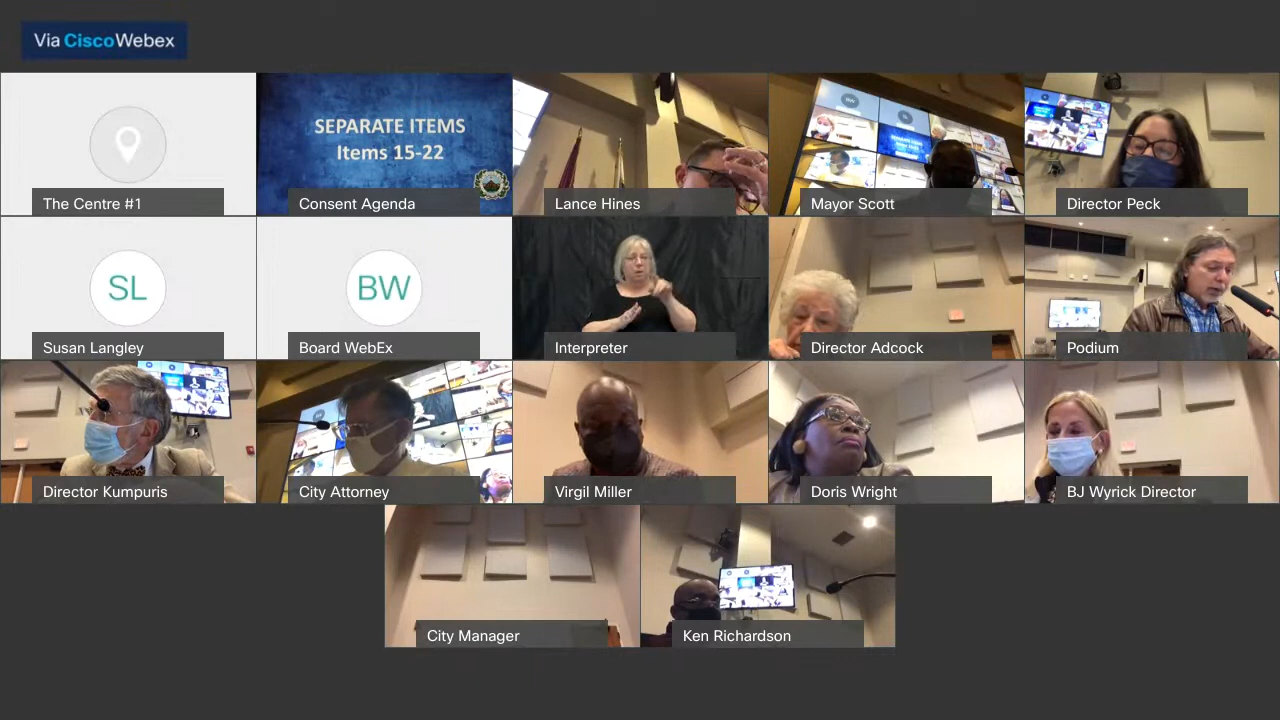 Via Cisco Webex
The Centre #1
SEPARATE ITEMS
Items 15-22
Consent Agenda
Lance Hines
Mayor Scott
Director Peck
SL
Susan Langley
BW
Board WebEx
Interpreter
Director Adcock
Podium
Director Kumpuris
City Attorney
Virgil Miller
Doris Wright
BJ Wyrick Director
City Manager
Ken Richardson